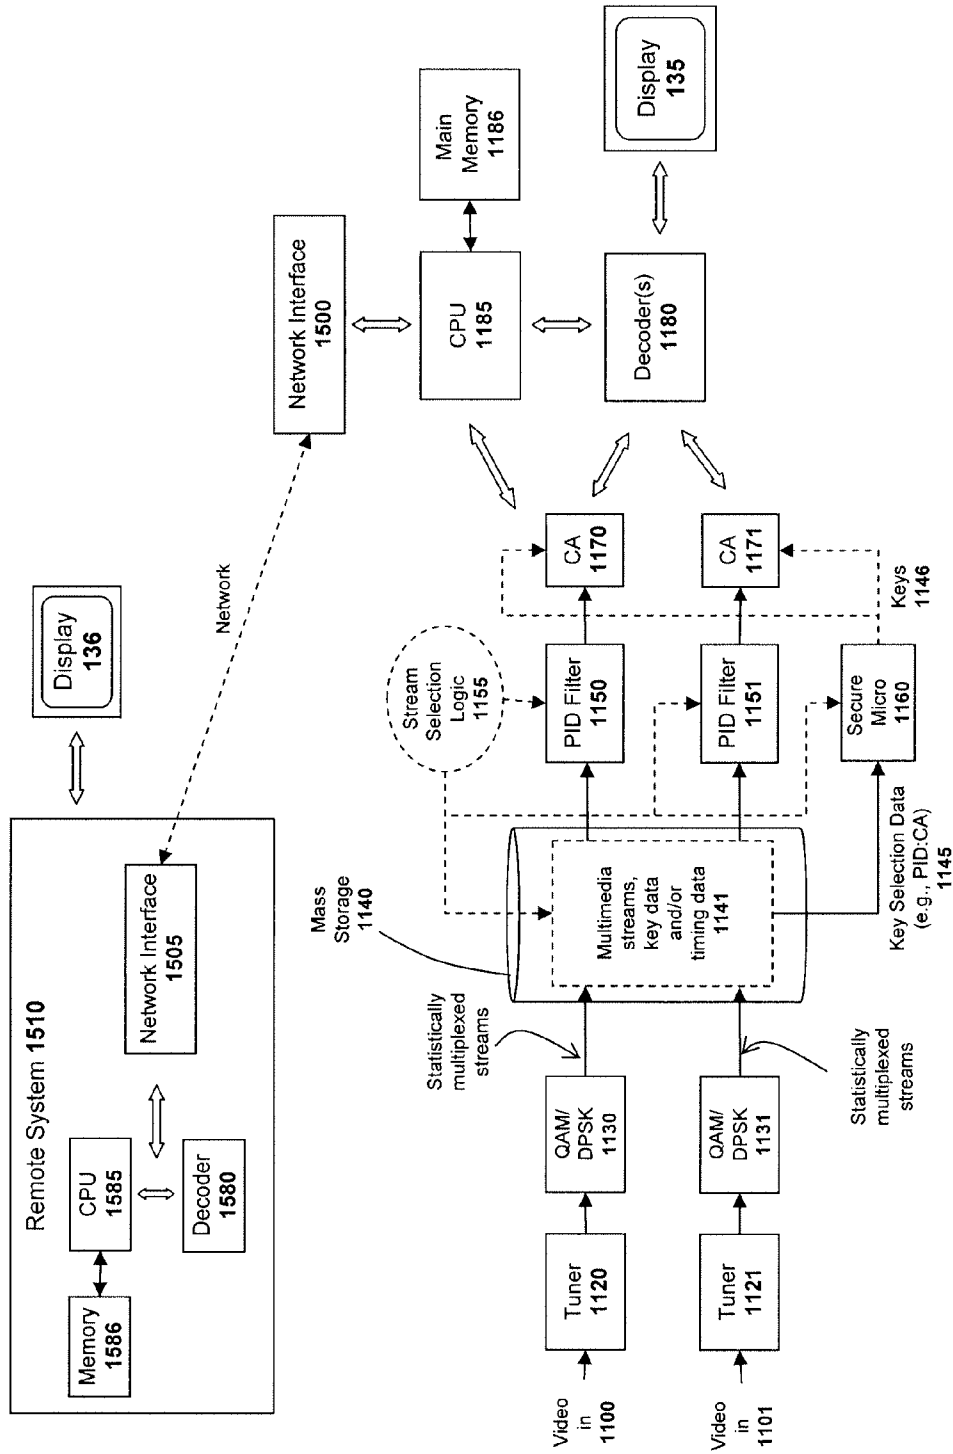 Remote System 1510
Memory
1586
CPU
1585
Decoder
1580
Network Interface
1505
Display
136
Network
Network Interface
1500
CPU
1185
Main
Memory
1186
Decoder(s)
1180
Display
135
Video
in
1100
Tuner
1120
QAM/
DPSK
1130
Statistically
multiplexed
streams
Mass
Storage
1140
Multimedia
streams,
key data
and/or
timing data
1141
Stream
Selection
Logic
1155
PID Filter
1150
CA
1170
Video
in
1101
Tuner
1121
QAM/
DPSK
1131
Statistically
multiplexed
streams
PID Filter
1151
CA
1171
Key Selection Data
(e.g., PID:CA)
1145
Secure
Micro
1160
Keys
1146